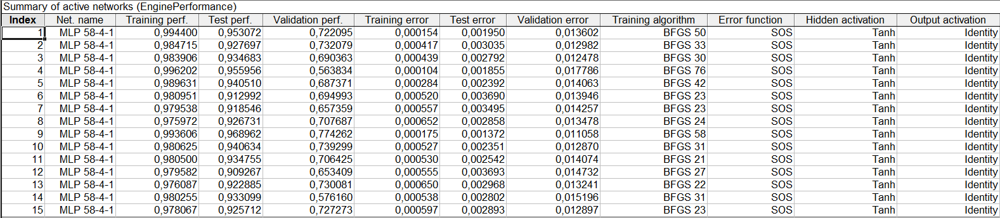 Summary of active networks (EnginePerformance)
Index Net. name Training perf. Test perf. Validation perf. Training error Test error Validation error Training algorithm Error function Hidden activation Output activation
1 MLP 58-4-1 0,994400 0,953072 0,722095 0,000154 0,001950 0,013602 BFGS 50 SOS Tanh Identity
2 MLP 58-4-1 0,984715 0,927697 0,732079 0,000417 0,003035 0,012982 BFGS 33 SOS Tanh Identity
3 MLP 58-4-1 0,983906 0,934683 0,690363 0,000439 0,002792 0,012478 BFGS 30 SOS Tanh Identity
4 MLP 58-4-1 0,996202 0,955956 0,563834 0,000104 0,001855 0,017786 BFGS 76 SOS Tanh Identity
5 MLP 58-4-1 0,989631 0,940510 0,687371 0,000284 0,002392 0,014063 BFGS 42 SOS Tanh Identity
6 MLP 58-4-1 0,980951 0,912992 0,694993 0,000520 0,003690 0,013946 BFGS 23 SOS Tanh Identity
7 MLP 58-4-1 0,979538 0,918546 0,657359 0,000557 0,003495 0,014257 BFGS 23 SOS Tanh Identity
8 MLP 58-4-1 0,975972 0,926731 0,707687 0,000652 0,002858 0,013478 BFGS 24 SOS Tanh Identity
9 MLP 58-4-1 0,993606 0,968962 0,774262 0,000175 0,001372 0,011058 BFGS 58 SOS Tanh Identity
10 MLP 58-4-1 0,980625 0,940634 0,739299 0,000527 0,002351 0,012870 BFGS 31 SOS Tanh Identity
11 MLP 58-4-1 0,980500 0,934755 0,706425 0,000530 0,002542 0,014074 BFGS 21 SOS Tanh Identity
12 MLP 58-4-1 0,979582 0,909267 0,653409 0,000555 0,003693 0,014732 BFGS 27 SOS Tanh Identity
13 MLP 58-4-1 0,976087 0,922885 0,730081 0,000650 0,002968 0,013241 BFGS 22 SOS Tanh Identity
14 MLP 58-4-1 0,980255 0,933099 0,576160 0,000538 0,002802 0,015196 BFGS 31 SOS Tanh Identity
15 MLP 58-4-1 0,978067 0,925712 0,727273 0,000597 0,002893 0,012897 BFGS 23 SOS Tanh Identity